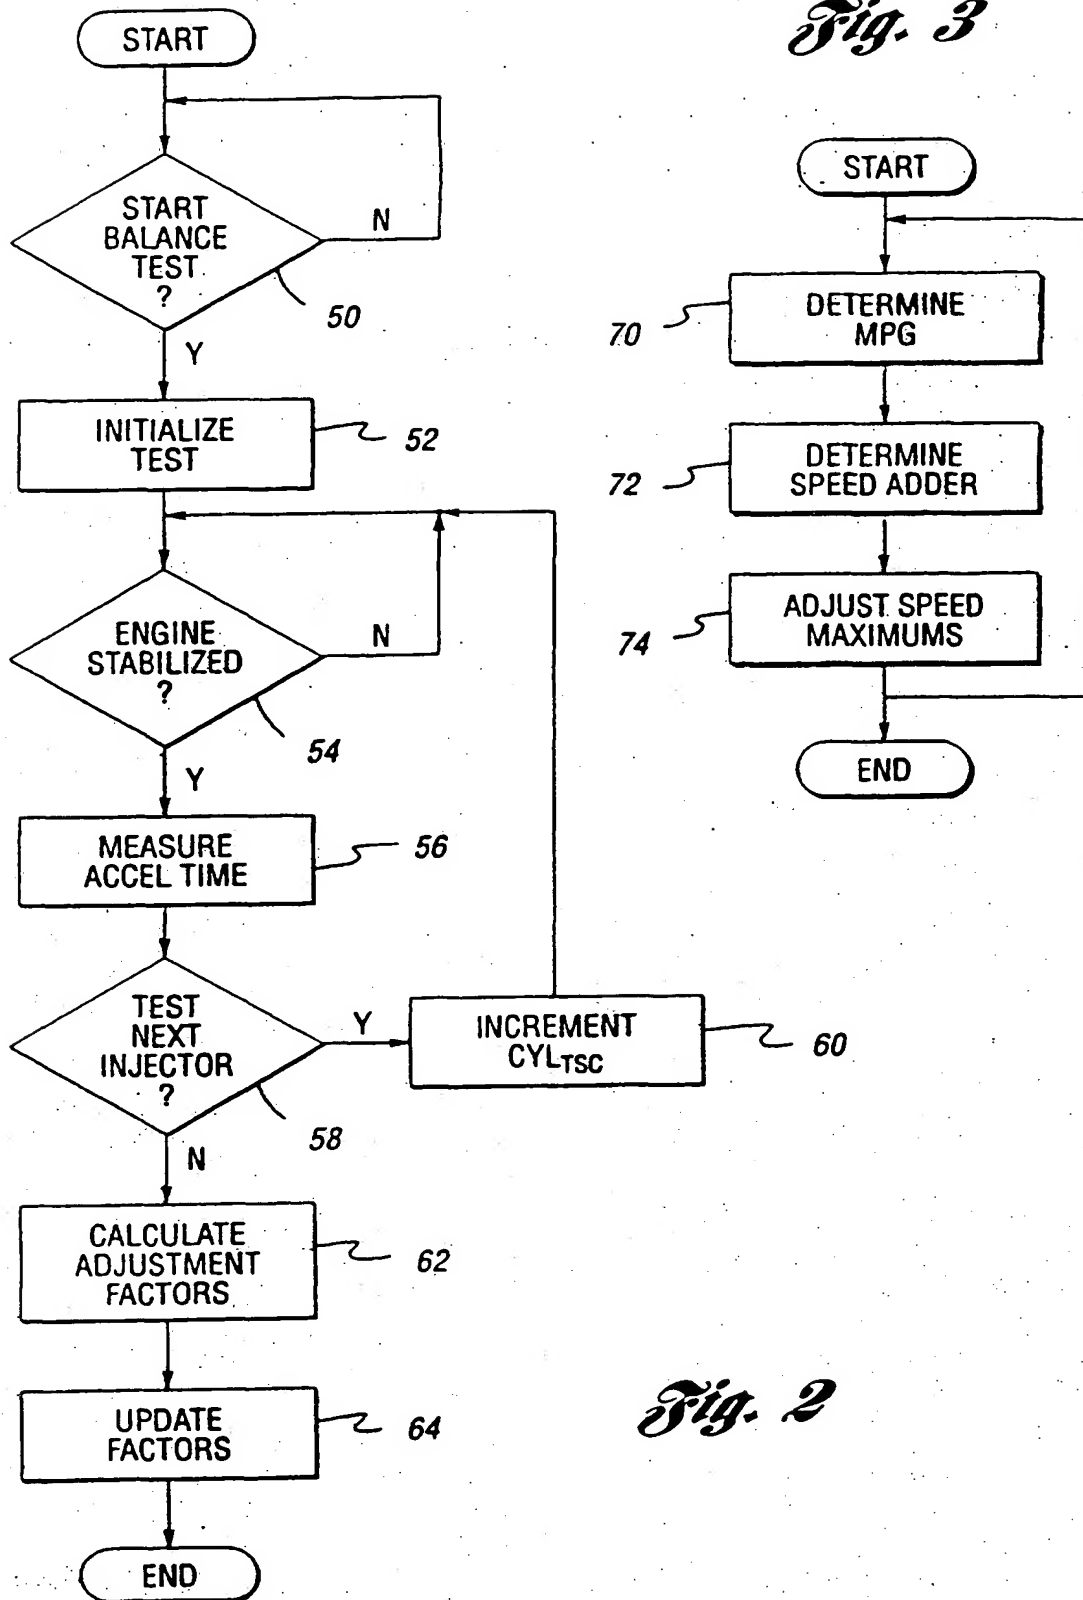 START
START
BALANCE
TEST
?
N
50
Y
INITIALIZE
TEST
52
ENGINE
STABILIZED
?
N
54
Y
MEASURE
ACCEL TIME
56
TEST
NEXT
INJECTOR
?
Y
58
N
INCREMENT
CYLTSC
60
CALCULATE
ADJUSTMENT
FACTORS
62
UPDATE
FACTORS
64
END
Fig. 2
Fig. 3
START
DETERMINE
MPG
70
DETERMINE
SPEED ADDER
72
ADJUST SPEED
MAXIMUMS
74
END